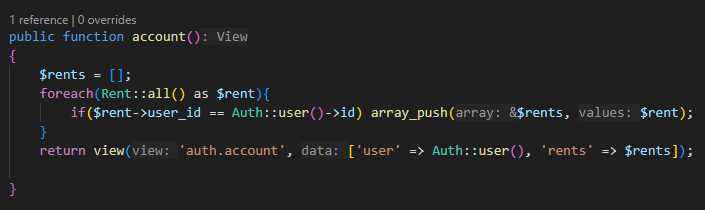 1 reference | 0 overrides
public function account(): View
{
    $rents = [];
    foreach(Rent::all() as $rent){
        if($rent->user_id == Auth::user()->id) array_push(array: &$rents, values: $rent);
    }
    return view(view: 'auth.account', data: ['user' => Auth::user(), 'rents' => $rents]);
}